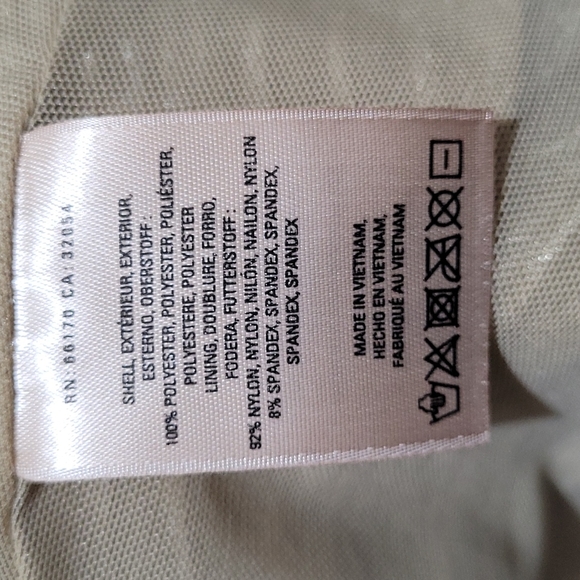 RN: 66170 CA: 32054
SHELL, EXTÉRIEUR, EXTERIOR,
ESTERNO, OBERSTOFF :
100% POLYESTER, POLYESTER, POLIÉSTER,
POLIESTERE, POLYESTER
LINING, DOUBLURE, FORRO,
FODERA, FUTTERSTOFF :
92% NYLON, NYLON, NILÓN, NAILON, NYLON
8% SPANDEX, SPANDEX, SPANDEX,
SPANDEX, SPANDEX
MADE IN VIETNAM,
HECHO EN VIETNAM,
FABRIQUÉ AU VIETNAM